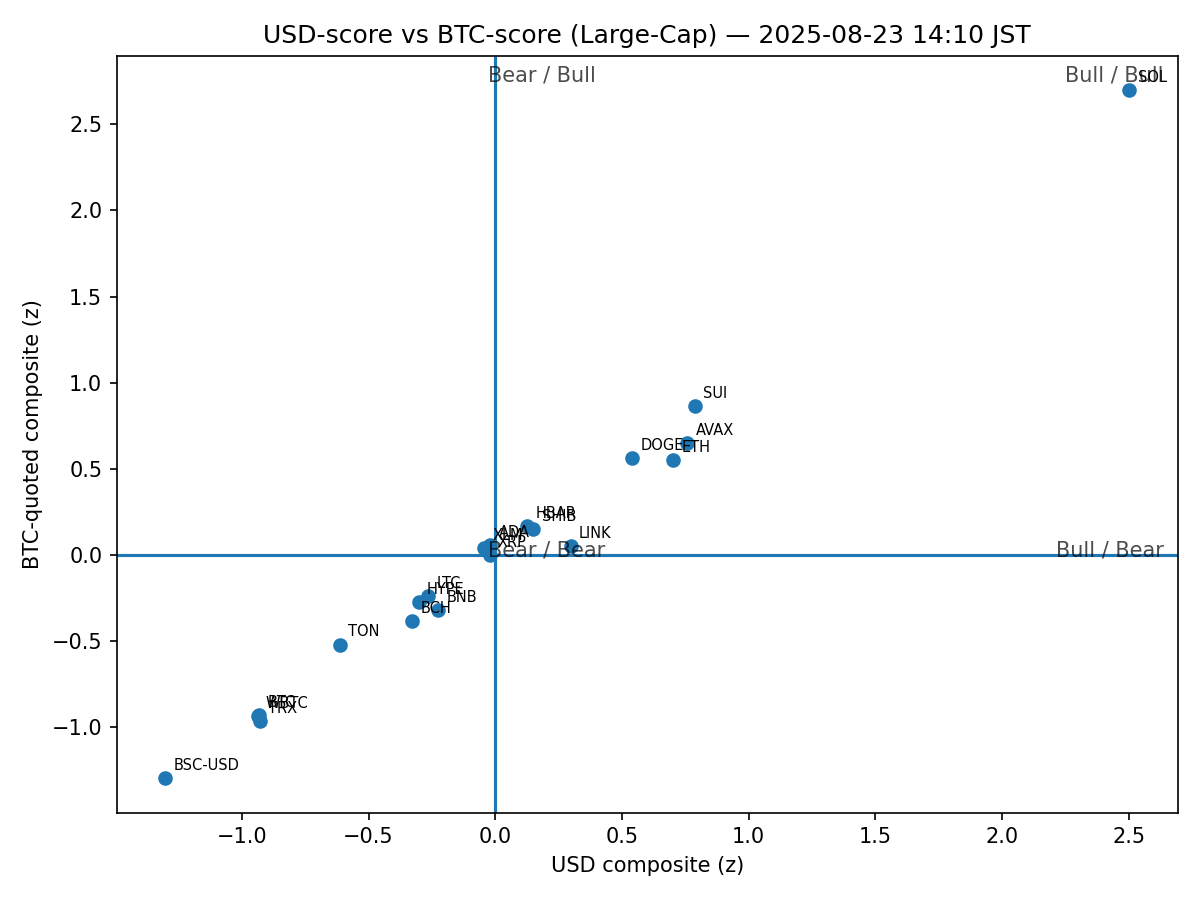 USD-score vs BTC-score (Large-Cap) — 2025-08-23 14:10 JST
Bear / Bull
Bull / Bull
SOL
2.5
2.0
1.5
1.0
0.5
0.0
−0.5
−1.0
BTC-quoted composite (z)
SUI
AVAX
DOGE
ETH
HBAR
SHIB
LINK
ADA
XLM
XRP
Bear / Bear
Bull / Bear
LTC
HYPE
BNB
BCH
TON
BTC
WBTC
TRX
BSC-USD
−1.0
−0.5
0.0
0.5
1.0
1.5
2.0
2.5
USD composite (z)